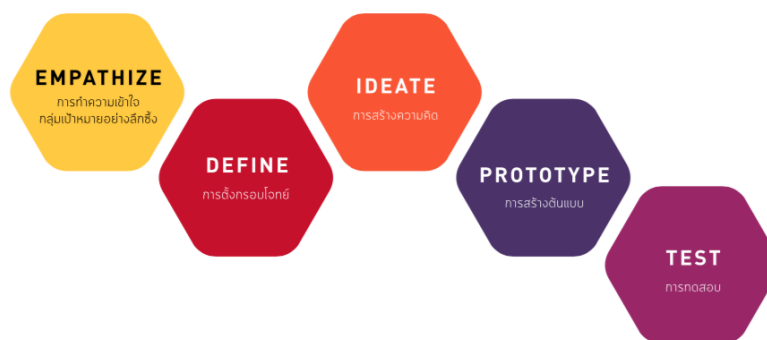 EMPATHIZE
การทำความเข้าใจ
กลุ่มเป้าหมายอย่างลึกซึ้ง
DEFINE
การตั้งกรอบโจทย์
IDEATE
การสร้างความคิด
PROTOTYPE
การสร้างต้นแบบ
TEST
การทดสอบ